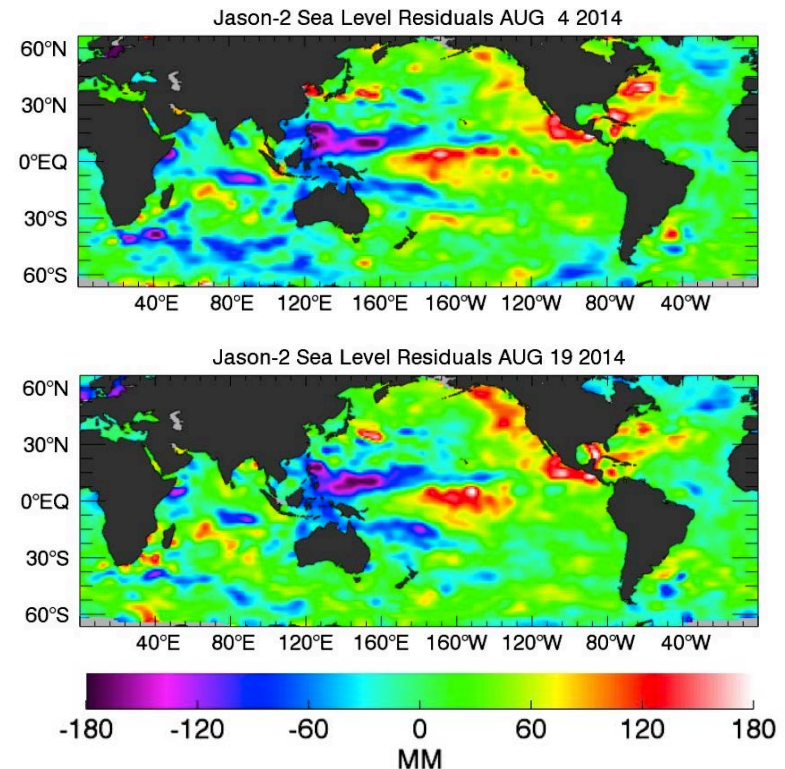 Jason-2 Sea Level Residuals AUG 4 2014
60°N
30°N
0°EQ
30°S
60°S
40°E 80°E 120°E 160°E 160°W 120°W 80°W 40°W
Jason-2 Sea Level Residuals AUG 19 2014
60°N
30°N
0°EQ
30°S
60°S
40°E 80°E 120°E 160°E 160°W 120°W 80°W 40°W
-180 -120 -60 0 60 120 180
MM